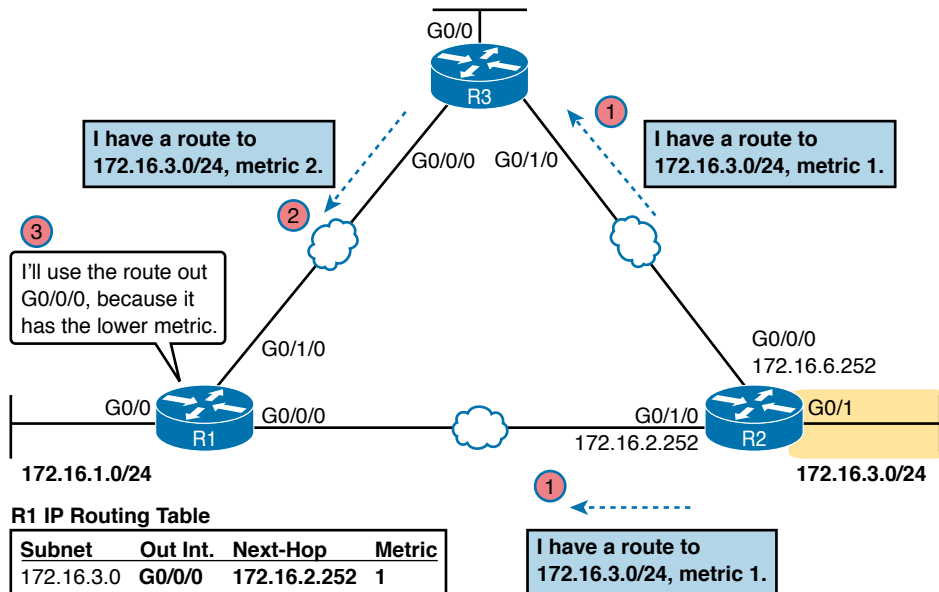 G0/0
R3
1
I have a route to
172.16.3.0/24, metric 2.
I have a route to
172.16.3.0/24, metric 1.
G0/0/0
G0/1/0
2
3
I'll use the route out
G0/0/0, because it
has the lower metric.
G0/1/0
G0/0/0
172.16.6.252
G0/0
R1
G0/0/0
G0/1/0
172.16.2.252
R2
G0/1
172.16.1.0/24
172.16.3.0/24
1
I have a route to
172.16.3.0/24, metric 1.
R1 IP Routing Table
Subnet Out Int. Next-Hop Metric
172.16.3.0 G0/0/0 172.16.2.252 1